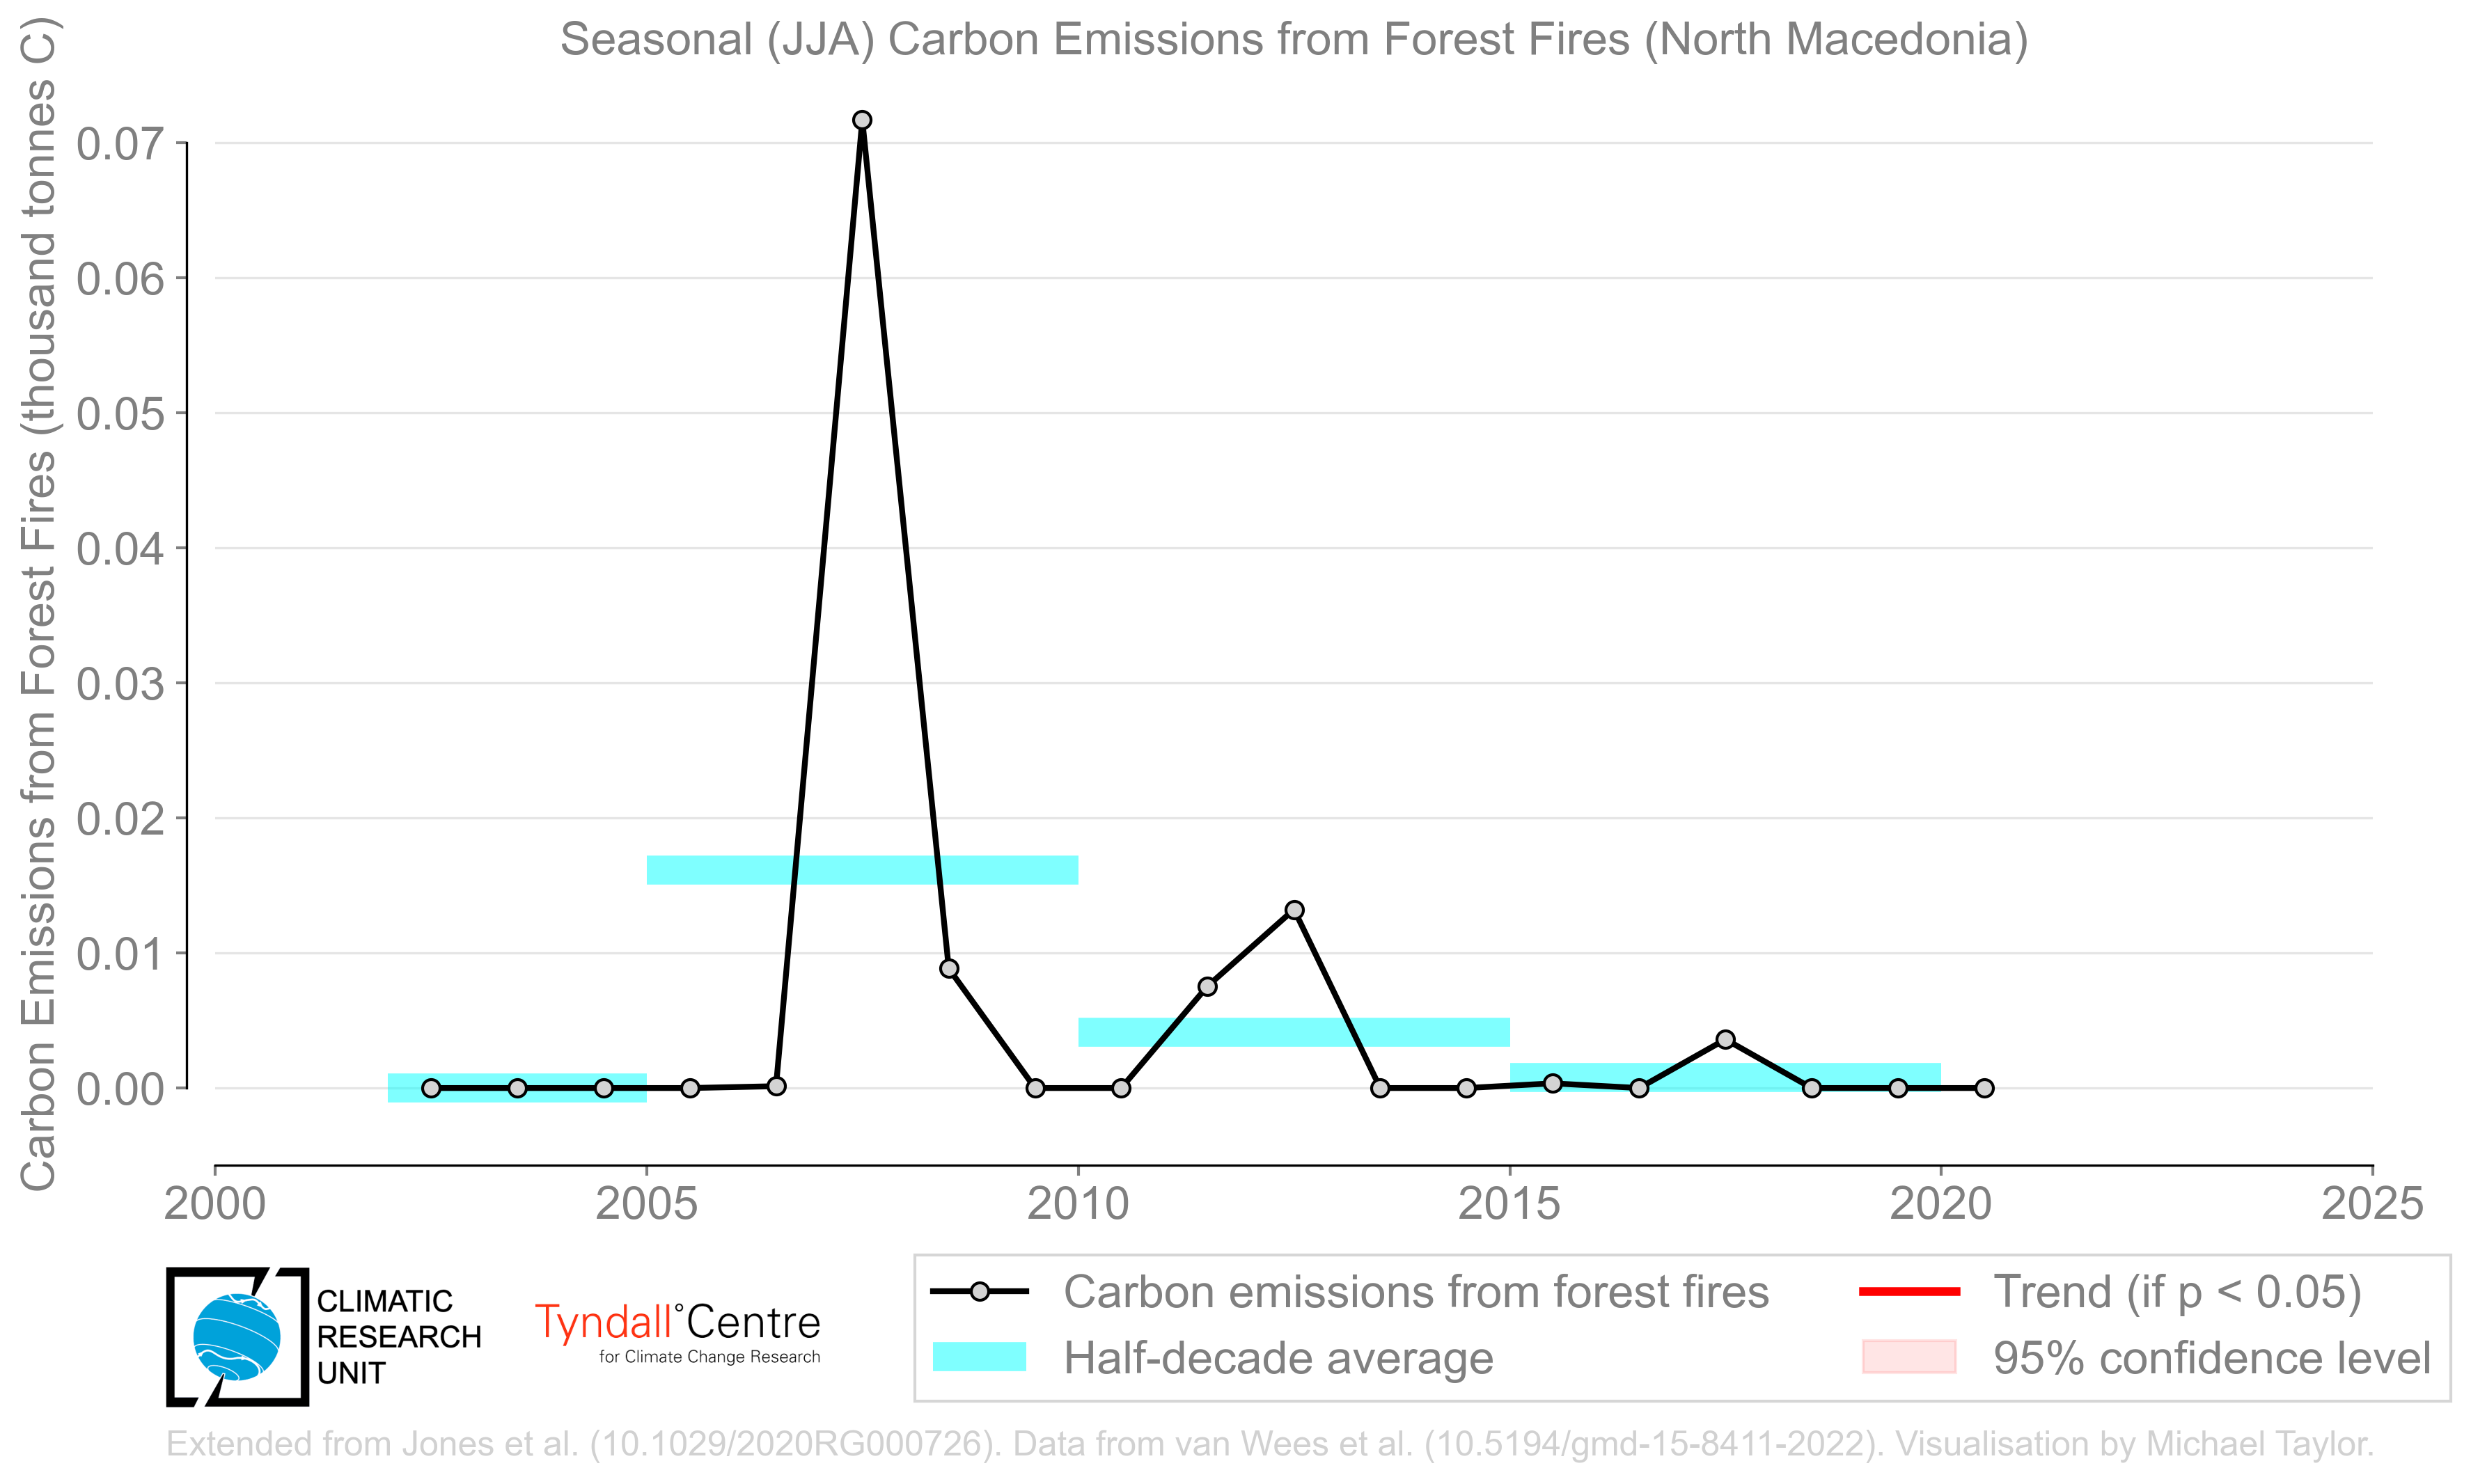 Seasonal (JJA) Carbon Emissions from Forest Fires (North Macedonia)
Carbon Emissions from Forest Fires (thousand tonnes C)
0.07
0.06
0.05
0.04
0.03
0.02
0.01
0.00
2000
2005
2010
2015
2020
2025
CLIMATIC
RESEARCH
UNIT
Tyndall°Centre
for Climate Change Research
Carbon emissions from forest fires
Half-decade average
Trend (if p < 0.05)
95% confidence level
Extended from Jones et al. (10.1029/2020RG000726). Data from van Wees et al. (10.5194/gmd-15-8411-2022). Visualisation by Michael Taylor.